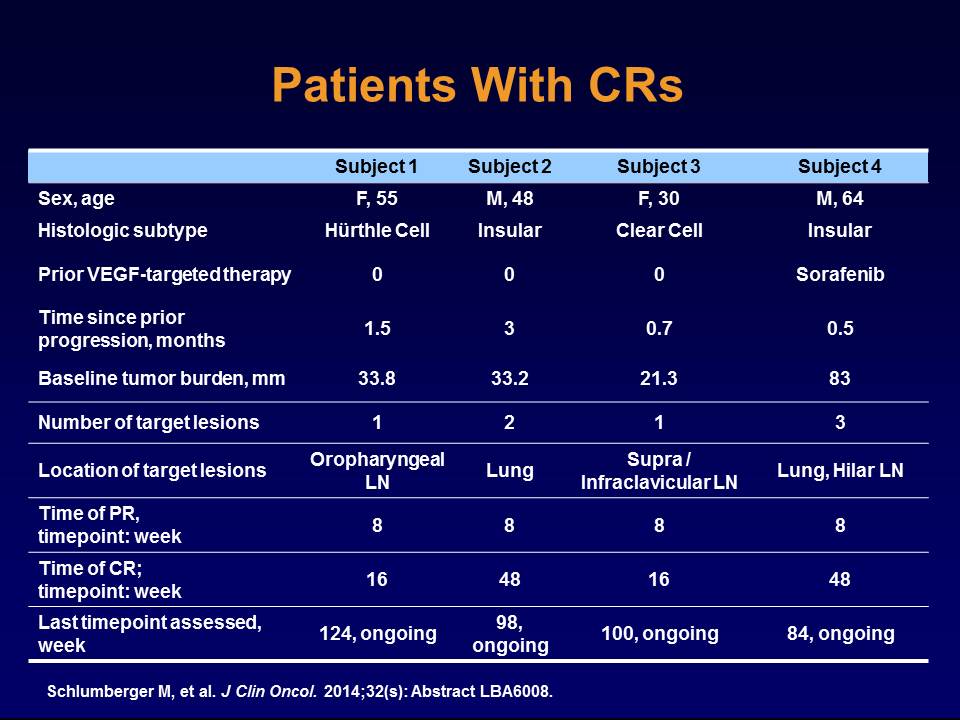 Patients With CRs
Subject 1 Subject 2 Subject 3 Subject 4
Sex, age F, 55 M, 48 F, 30 M, 64
Histologic subtype Hürthle Cell Insular Clear Cell Insular
Prior VEGF-targeted therapy 0 0 0 Sorafenib
Time since prior
progression, months 1.5 3 0.7 0.5
Baseline tumor burden, mm 33.8 33.2 21.3 83
Number of target lesions 1 2 1 3
Location of target lesions Oropharyngeal
LN Lung Supra /
Infraclavicular LN Lung, Hilar LN
Time of PR,
timepoint: week 8 8 8 8
Time of CR;
timepoint: week 16 48 16 48
Last timepoint assessed,
week 124, ongoing 98,
ongoing 100, ongoing 84, ongoing
Schlumberger M, et al. J Clin Oncol. 2014;32(s): Abstract LBA6008.